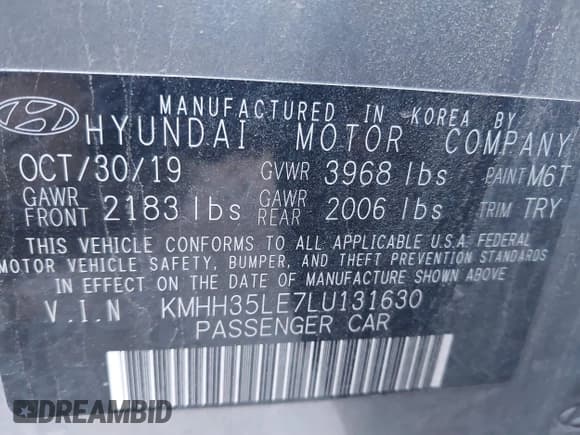 MANUFACTURED IN KOREA BY
HYUNDAI MOTOR COMPANY
OCT/30/19 GVWR 3968 lbs PAINT M6T
GAWR FRONT 2183 lbs GAWR REAR 2006 lbs TRIM TRY
THIS VEHICLE CONFORMS TO ALL APPLICABLE U.S.A. FEDERAL
MOTOR VEHICLE SAFETY, BUMPER, AND THEFT PREVENTION STANDARDS
IN EFFECT ON THE DATE OF MANUFACTURE SHOWN ABOVE
V.I.N KMHH35LE7LU131630
PASSENGER CAR
DREAMBID